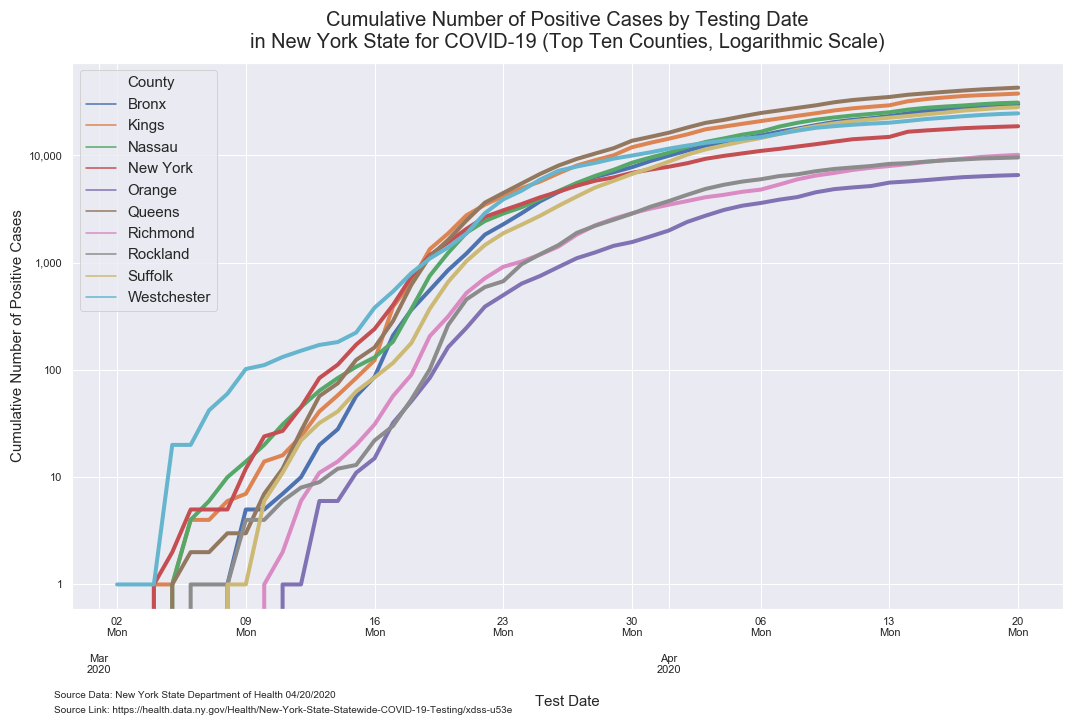 Cumulative Number of Positive Cases by Testing Date
in New York State for COVID-19 (Top Ten Counties, Logarithmic Scale)
County
Bronx
Kings
Nassau
New York
Orange
Queens
Richmond
Rockland
Suffolk
Westchester
Cumulative Number of Positive Cases
10,000
1,000
100
10
1
02 09 16 23 30 06 13 20
Mon Mon Mon Mon Mon Mon Mon Mon
Mar Apr
2020 2020
Test Date
Source Data: New York State Department of Health 04/20/2020
Source Link: https://health.data.ny.gov/Health/New-York-State-Statewide-COVID-19-Testing/xdss-u53e